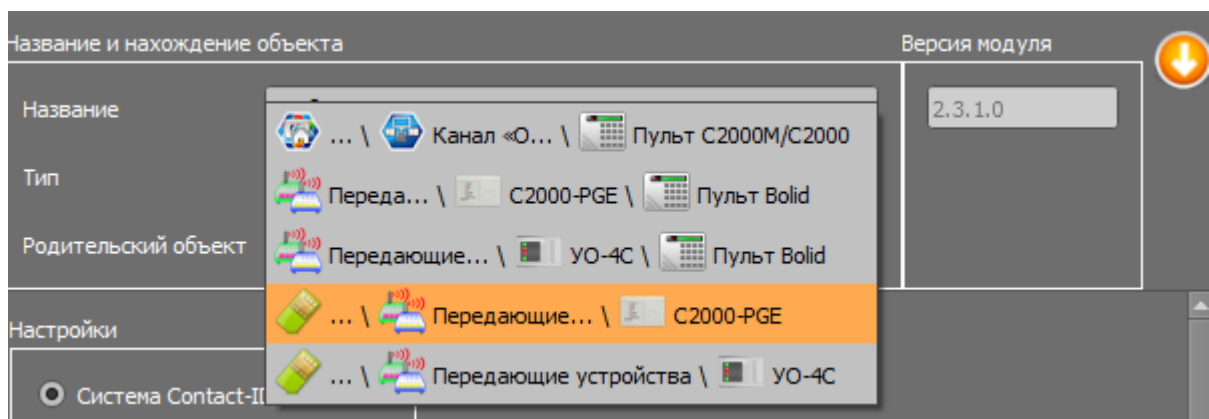 Название и нахождение объекта
Версия модуля
Название
2.3.1.0
... \ Канал «О... \ Пульт С2000М/С2000
Тип
Переда... \ С2000-PGE \ Пульт Bolid
Родительский объект
Передающие... \ УО-4С \ Пульт Bolid
... \ Передающие... \ С2000-PGE
Настройки
... \ Передающие устройства \ УО-4С
Система Contact-ID